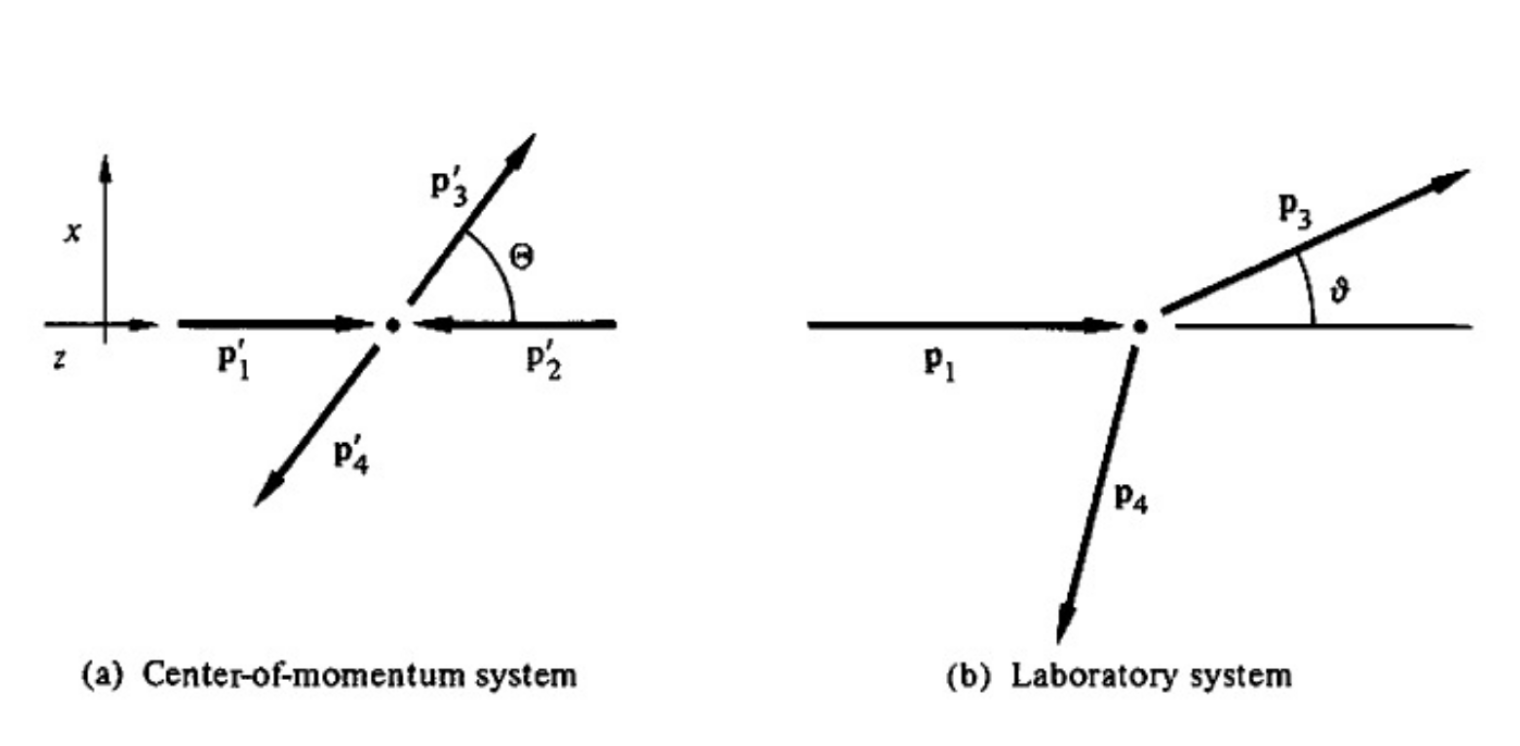 x
z
p′₁
p′₂
p′₃
Θ
p′₄
(a) Center-of-momentum system
p₁
p₃
ϑ
p₄
(b) Laboratory system